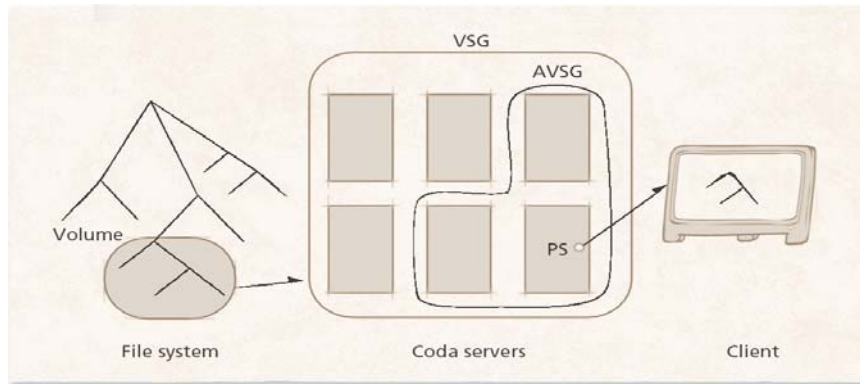 VSG
AVSG
Volume
PS
File system
Coda servers
Client